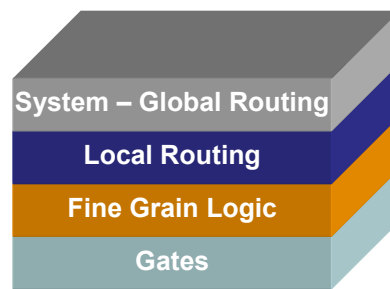 System – Global Routing
Local Routing
Fine Grain Logic
Gates